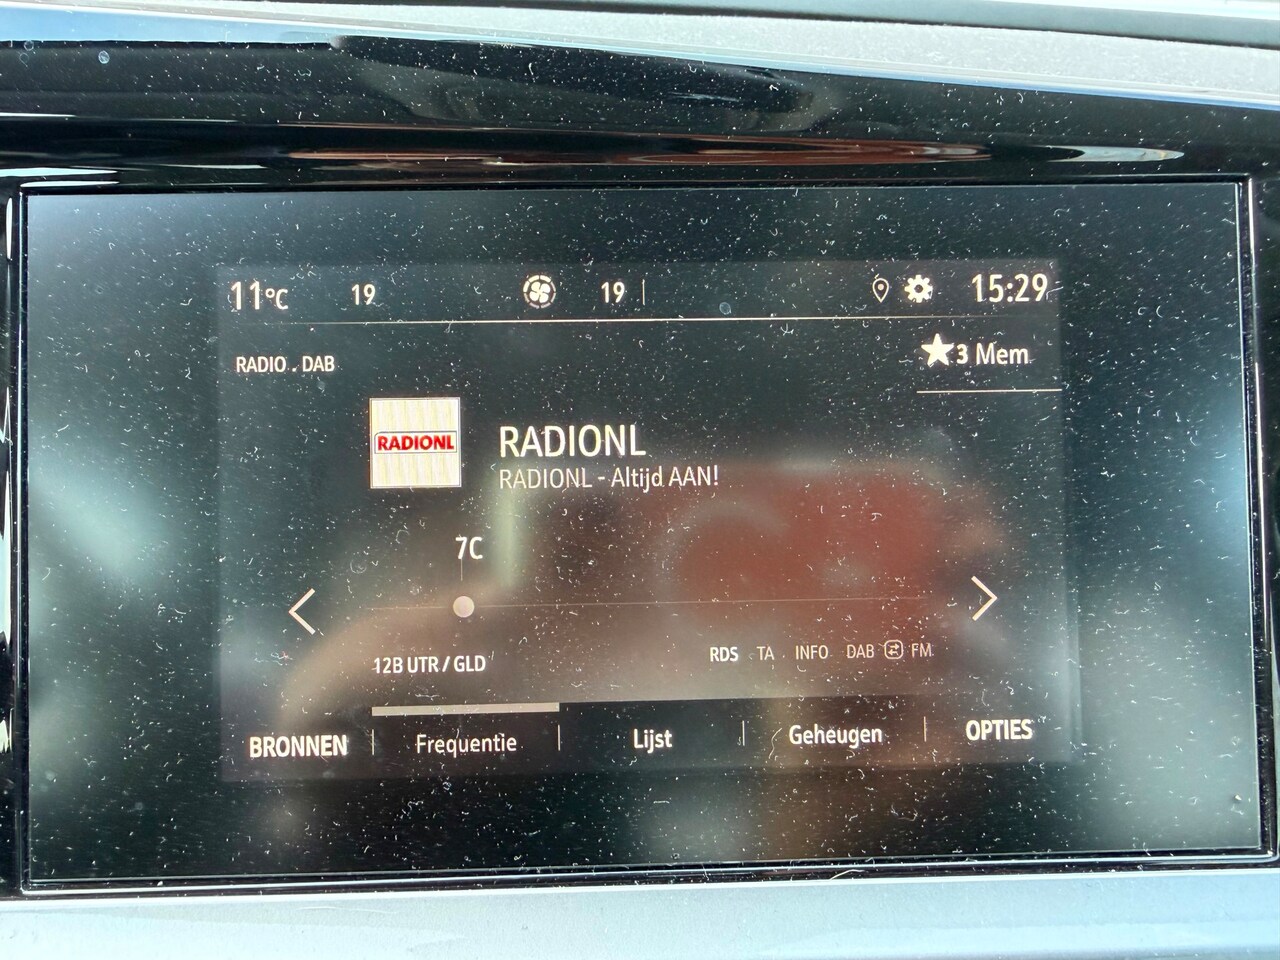 11°C 19 19 15:29
RADIO . DAB
3 Mem
RADIONL
RADIONL
RADIONL - Altijd AAN!
7C
12B UTR / GLD
RDS TA INFO DAB FM
BRONNEN Frequentie Lijst Geheugen OPTIES